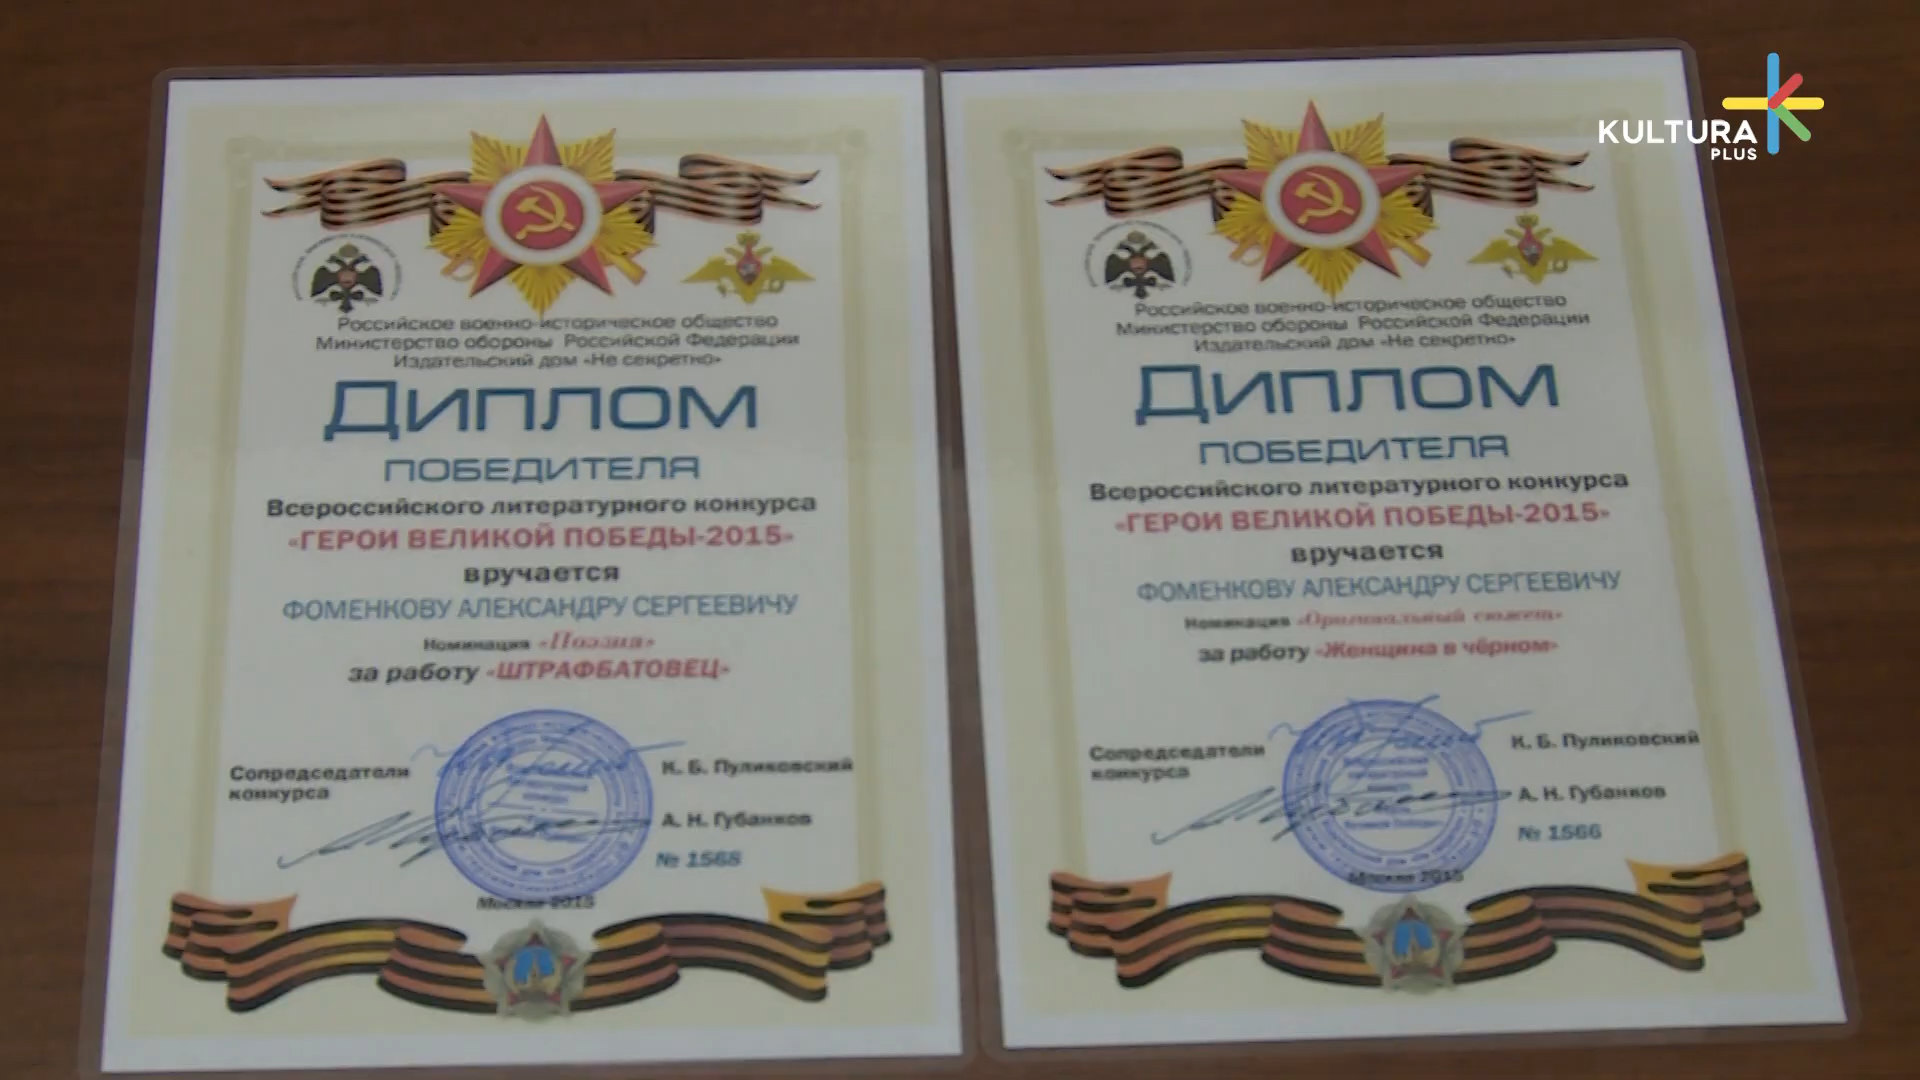 KULTURA
PLUS
Российское военно-историческое общество
Министерство обороны Российской Федерации
Издательский дом «Не секретно»
ДИПЛОМ
ПОБЕДИТЕЛЯ
Всероссийского литературного конкурса
«ГЕРОИ ВЕЛИКОЙ ПОБЕДЫ-2015»
вручается
ФОМЕНКОВУ АЛЕКСАНДРУ СЕРГЕЕВИЧУ
Номинация «Поэзия»
за работу «ШТРАФБАТОВЕЦ»
Сопредседатели
конкурса
К. Б. Пуликовский
А. Н. Губанков
№ 1568
Москва 2015
Российское военно-историческое общество
Министерство обороны Российской Федерации
Издательский дом «Не секретно»
ДИПЛОМ
ПОБЕДИТЕЛЯ
Всероссийского литературного конкурса
«ГЕРОИ ВЕЛИКОЙ ПОБЕДЫ-2015»
вручается
ФОМЕНКОВУ АЛЕКСАНДРУ СЕРГЕЕВИЧУ
Номинация «Оригинальный сюжет»
за работу «Женщина в чёрном»
Сопредседатели
конкурса
К. Б. Пуликовский
А. Н. Губанков
№ 1566
Москва 2015